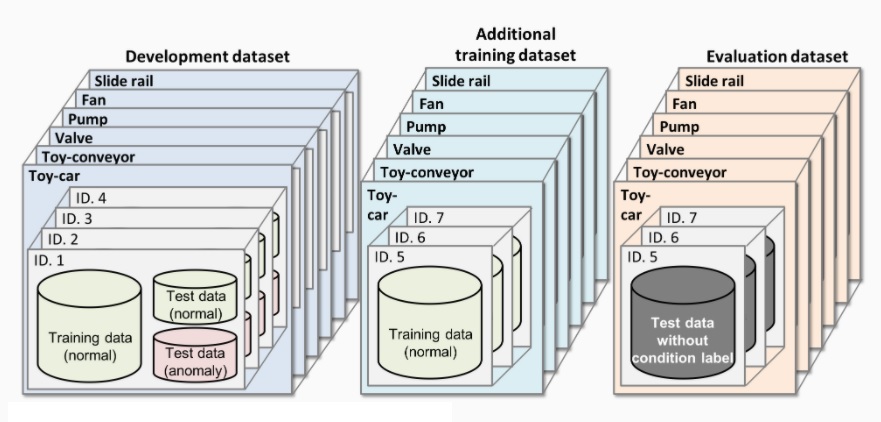 Development dataset
Slide rail
Fan
Pump
Valve
Toy-conveyor
Toy-car
ID. 4
ID. 3
ID. 2
ID. 1
Training data
(normal)
Test data
(normal)
Test data
(anomaly)
Additional
training dataset
Slide rail
Fan
Pump
Valve
Toy-conveyor
Toy-
car
ID. 7
ID. 6
ID. 5
Training data
(normal)
Evaluation dataset
Slide rail
Fan
Pump
Valve
Toy-conveyor
Toy-
car
ID. 7
ID. 6
ID. 5
Test data
without
condition label